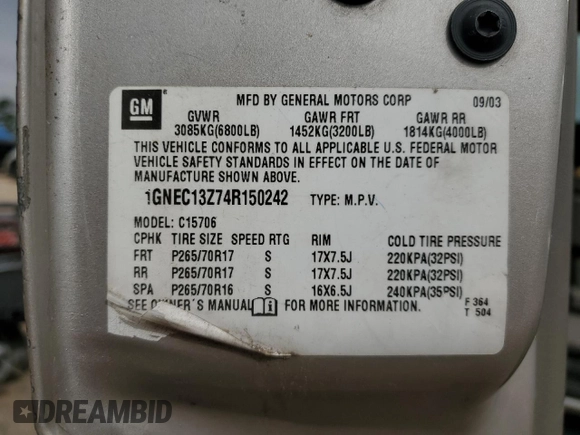 GM
MFD BY GENERAL MOTORS CORP 09/03
GVWR GAWR FRT GAWR RR
3085KG(6800LB) 1452KG(3200LB) 1814KG(4000LB)
THIS VEHICLE CONFORMS TO ALL APPLICABLE U.S. FEDERAL MOTOR
VEHICLE SAFETY STANDARDS IN EFFECT ON THE DATE OF
MANUFACTURE SHOWN ABOVE.
1GNEC13Z74R150242 TYPE: M.P.V.
MODEL: C15706
CPHK TIRE SIZE SPEED RTG RIM COLD TIRE PRESSURE
FRT P265/70R17 S 17X7.5J 220KPA(32PSI)
RR P265/70R17 S 17X7.5J 220KPA(32PSI)
SPA P265/70R16 S 16X6.5J 240KPA(35PSI)
SEE OWNER'S MANUAL FOR MORE INFORMATION.
F 364
T 504
DREAMBID